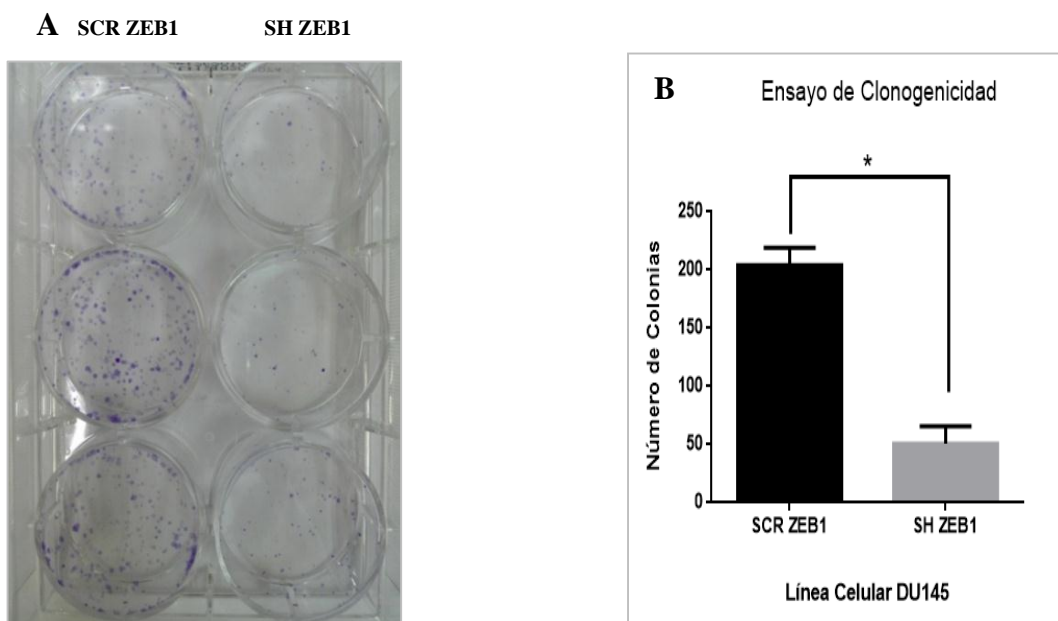 A SCR ZEB1 SH ZEB1
B Ensayo de Clonogenicidad
*
Número de Colonias
250
200
150
100
50
0
SCR ZEB1 SH ZEB1
Línea Celular DU145